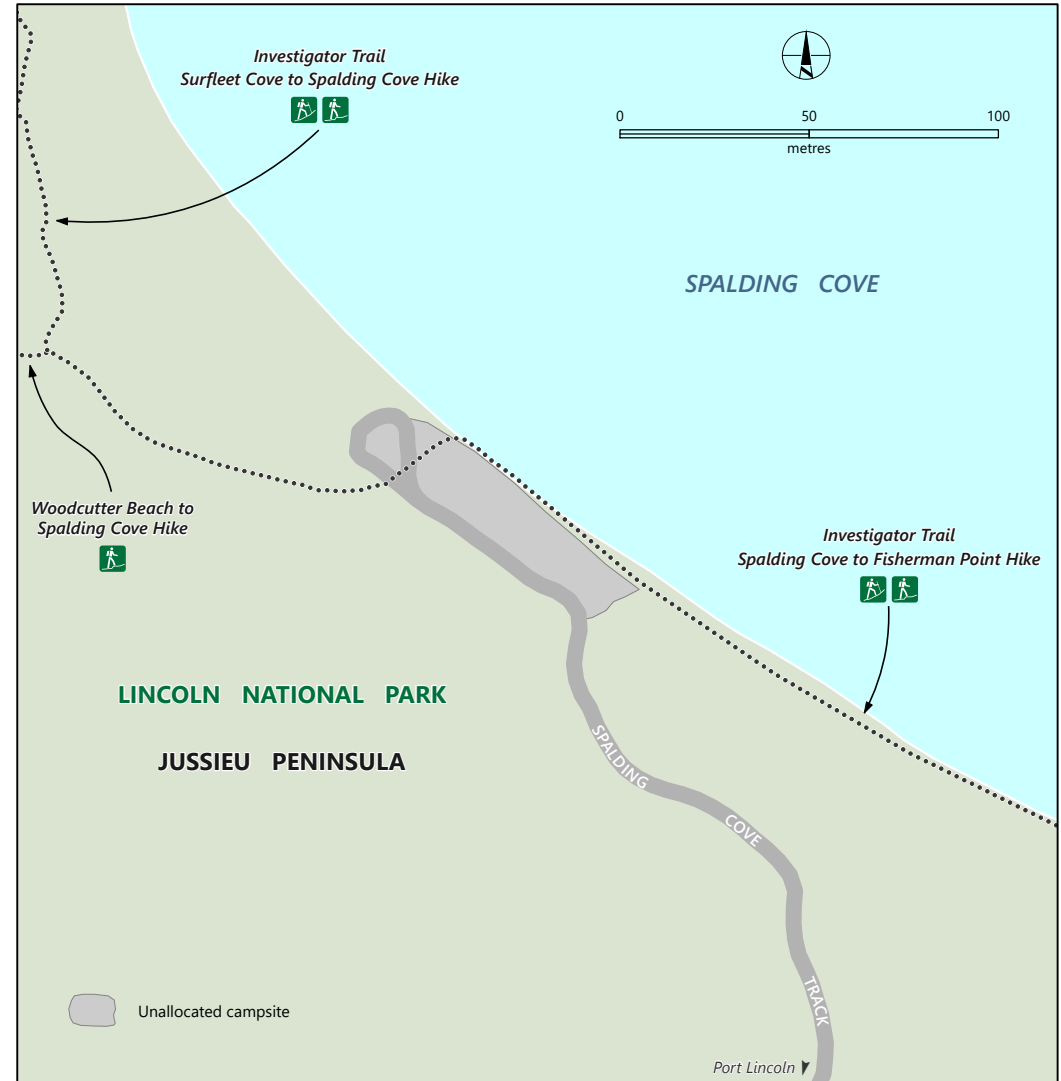 Investigator Trail
Surfleet Cove to Spalding Cove Hike
0 50 100
metres
SPALDING COVE
Woodcutter Beach to
Spalding Cove Hike
Investigator Trail
Spalding Cove to Fisherman Point Hike
LINCOLN NATIONAL PARK
JUSSIEU PENINSULA
SPALDING COVE TRACK
Unallocated campsite
Port Lincoln